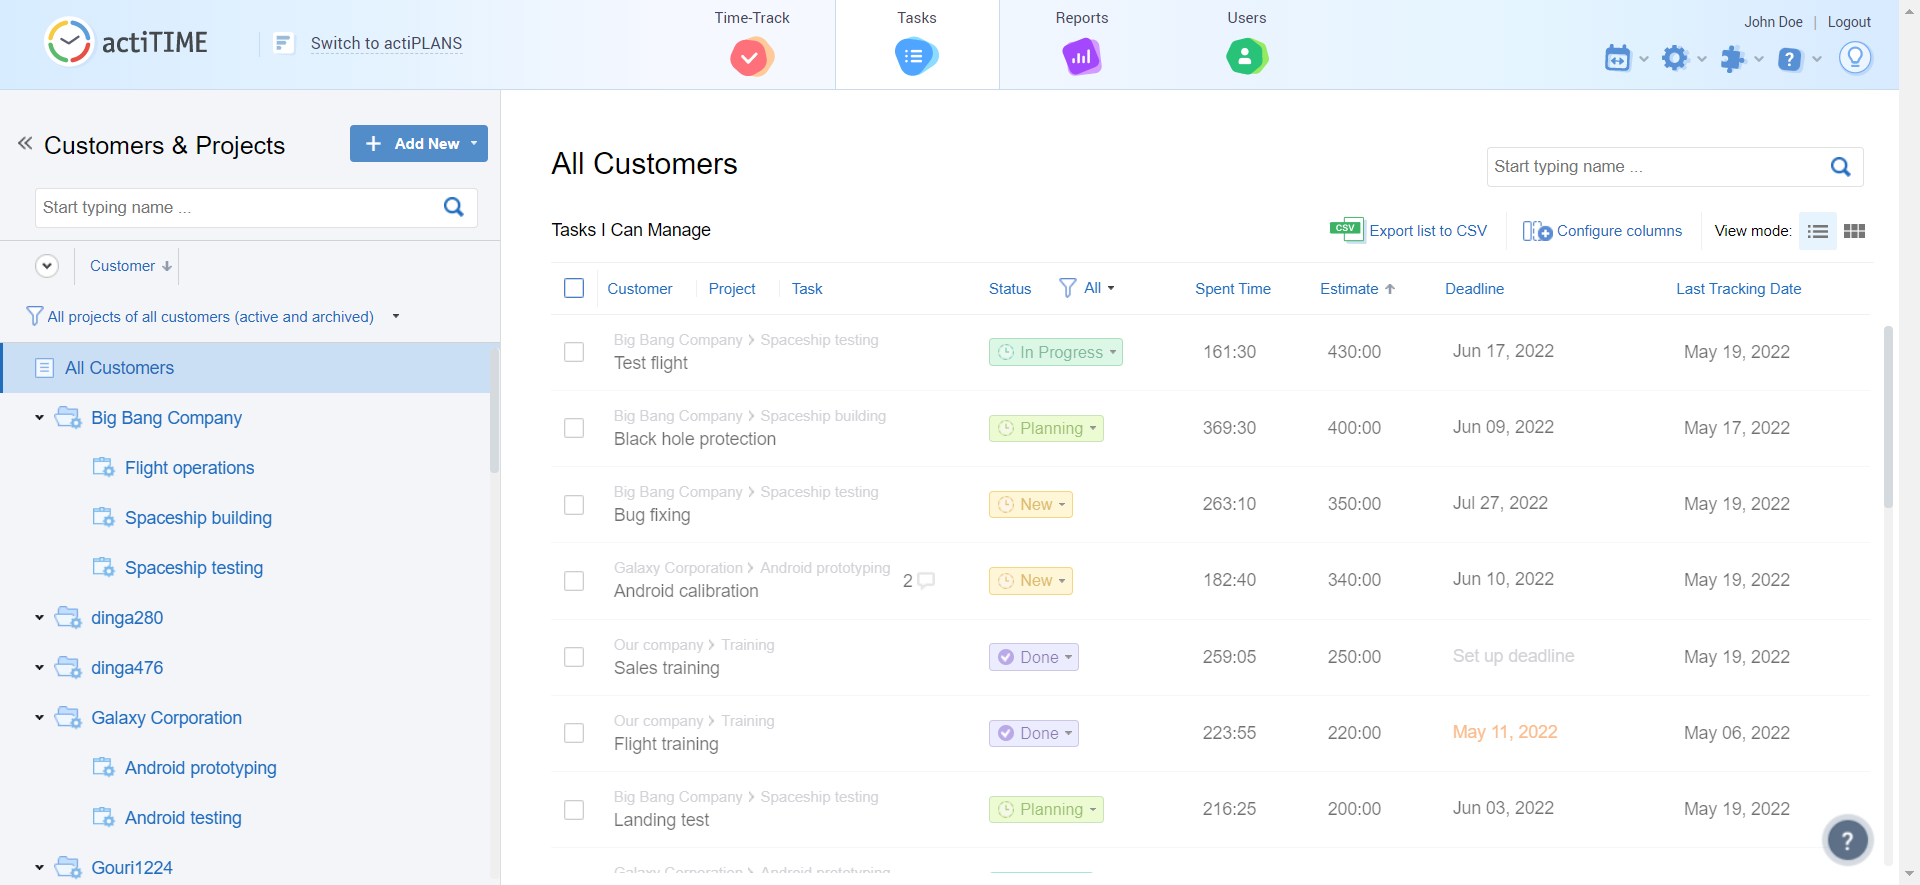 actiTIME
Switch to actiPLANS
Time-Track
Tasks
Reports
Users
John Doe | Logout
Customers & Projects
Add New
Start typing name ...
Customer
All projects of all customers (active and archived)
All Customers
Big Bang Company
Flight operations
Spaceship building
Spaceship testing
dinga280
dinga476
Galaxy Corporation
Android prototyping
Android testing
Gouri1224
All Customers
Start typing name ...
Tasks I Can Manage
CSV Export list to CSV
Configure columns
View mode:
Customer Project Task Status All Spent Time Estimate Deadline Last Tracking Date
Big Bang Company > Spaceship testing
Test flight In Progress 161:30 430:00 Jun 17, 2022 May 19, 2022
Big Bang Company > Spaceship building
Black hole protection Planning 369:30 400:00 Jun 09, 2022 May 17, 2022
Big Bang Company > Spaceship testing
Bug fixing New 263:10 350:00 Jul 27, 2022 May 19, 2022
Galaxy Corporation > Android prototyping
Android calibration 2 New 182:40 340:00 Jun 10, 2022 May 19, 2022
Our company > Training
Sales training Done 259:05 250:00 Set up deadline May 19, 2022
Our company > Training
Flight training Done 223:55 220:00 May 11, 2022 May 06, 2022
Big Bang Company > Spaceship testing
Landing test Planning 216:25 200:00 Jun 03, 2022 May 19, 2022
Galaxy Corporation > Android prototyping
?